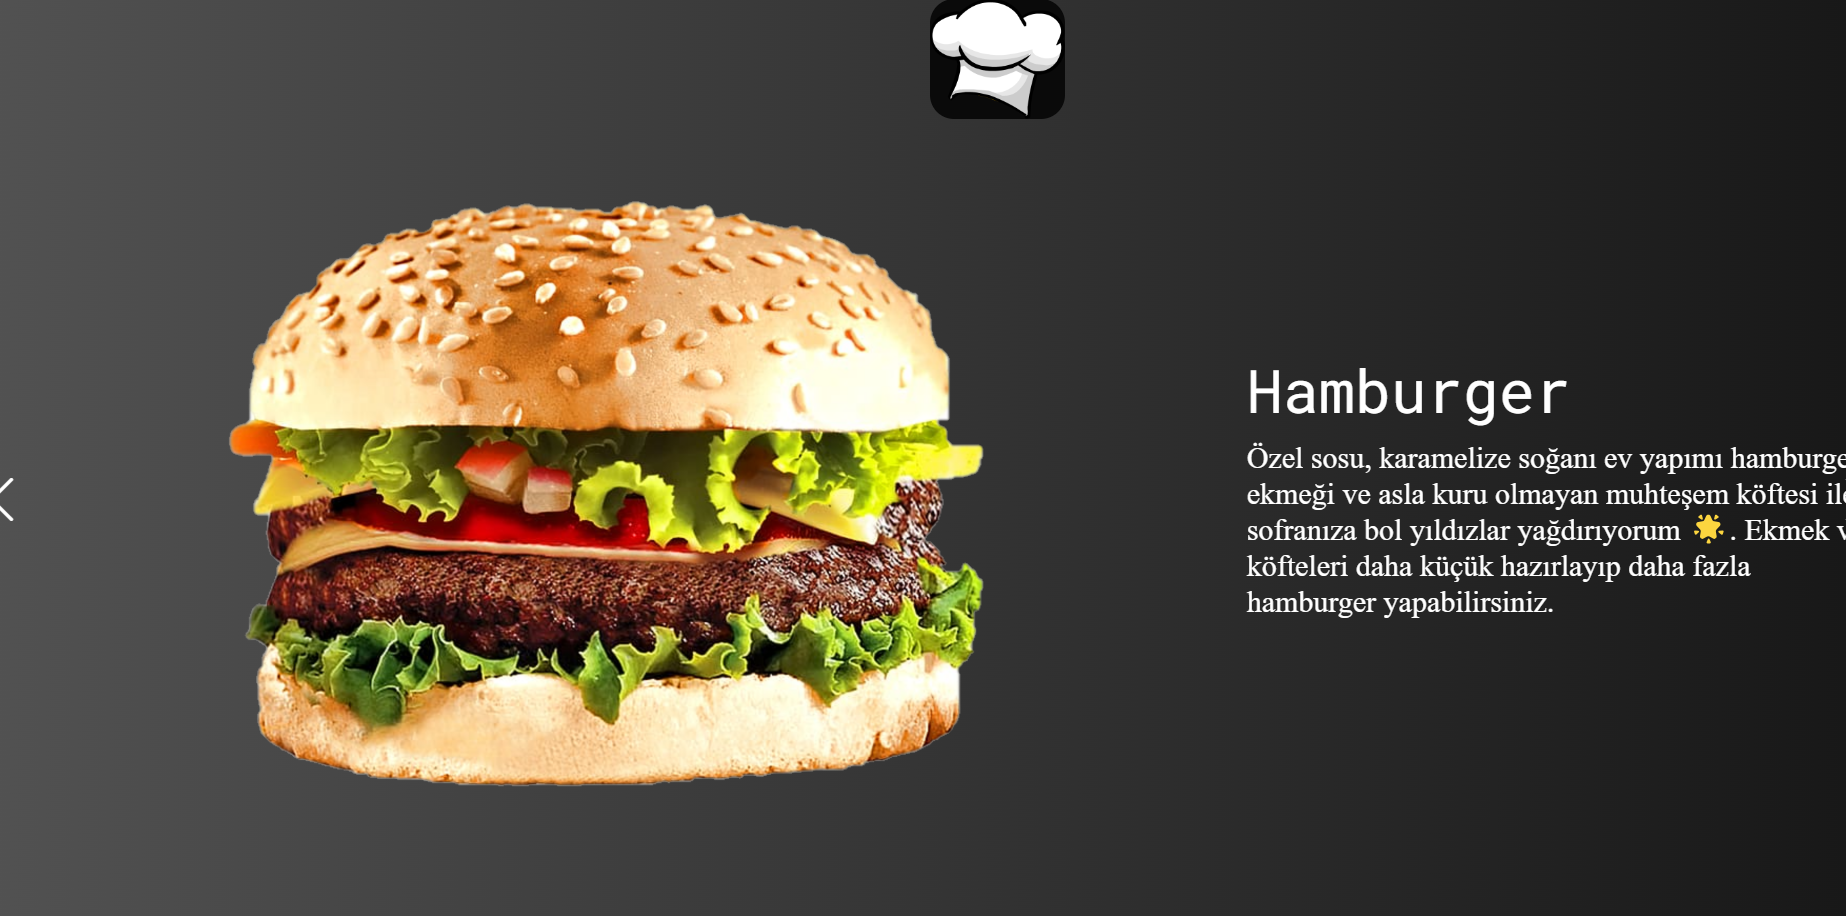 Hamburger
Özel sosu, karamelize soğanı ev yapımı hamburge
ekmeği ve asla kuru olmayan muhteşem köftesi ile
sofranıza bol yıldızlar yağdırıyorum 🌟. Ekmek v
köfteleri daha küçük hazırlayıp daha fazla
hamburger yapabilirsiniz.